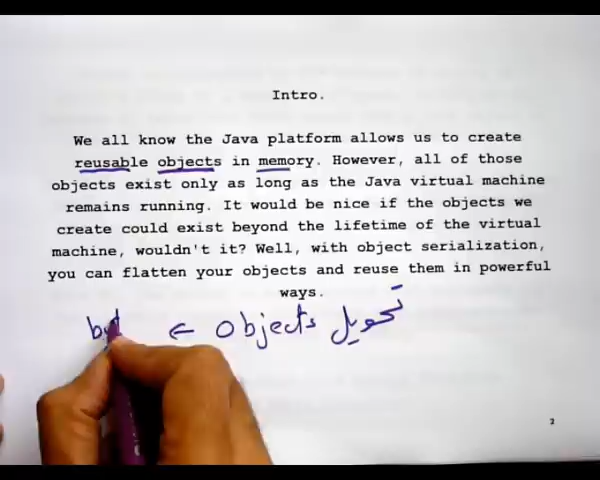 Intro.
We all know the Java platform allows us to create
reusable objects in memory. However, all of those
objects exist only as long as the Java virtual machine
remains running. It would be nice if the objects we
create could exist beyond the lifetime of the virtual
machine, wouldn't it? Well, with object serialization,
you can flatten your objects and reuse them in powerful
ways.
تحويل objects ←
2